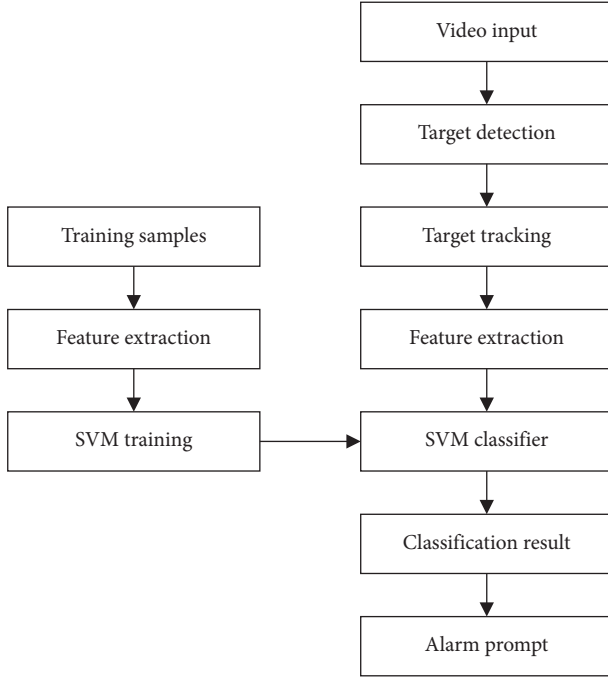 Video input
Target detection
Training samples
Target tracking
Feature extraction
Feature extraction
SVM training
SVM classifier
Classification result
Alarm prompt